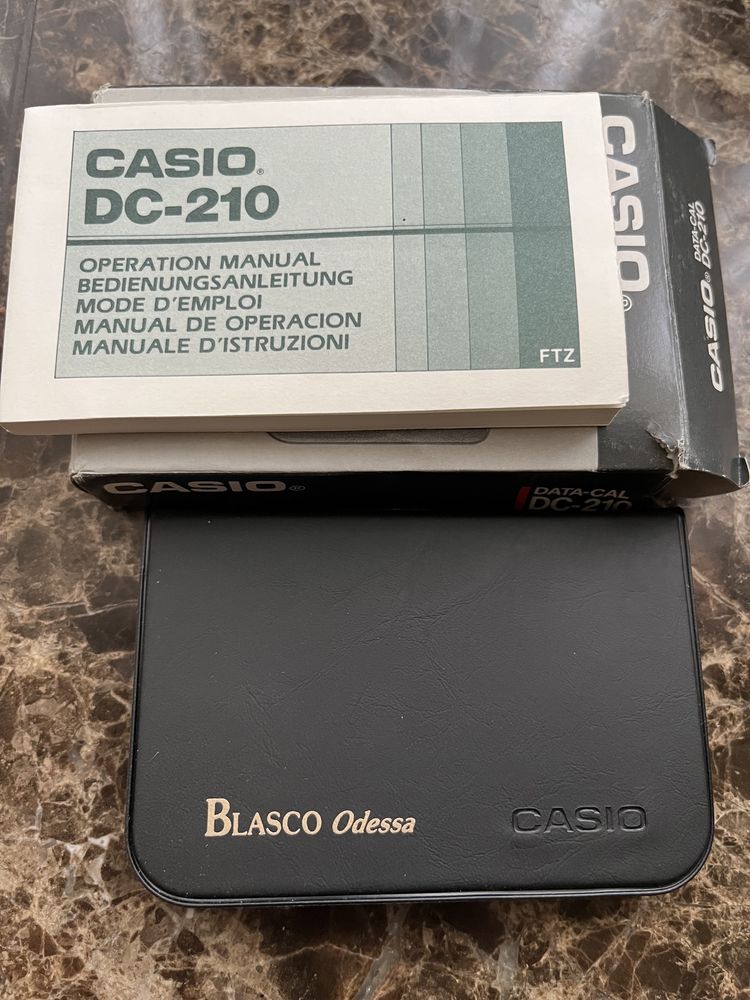 CASIO®
DC-210
OPERATION MANUAL
BEDIENUNGSANLEITUNG
MODE D'EMPLOI
MANUAL DE OPERACION
MANUALE D'ISTRUZIONI
FTZ
CASIO®
DATA-CAL
CASIO® DC-210
CASIO®
DATA-CAL
DC-210
BLASCO Odessa
CASIO